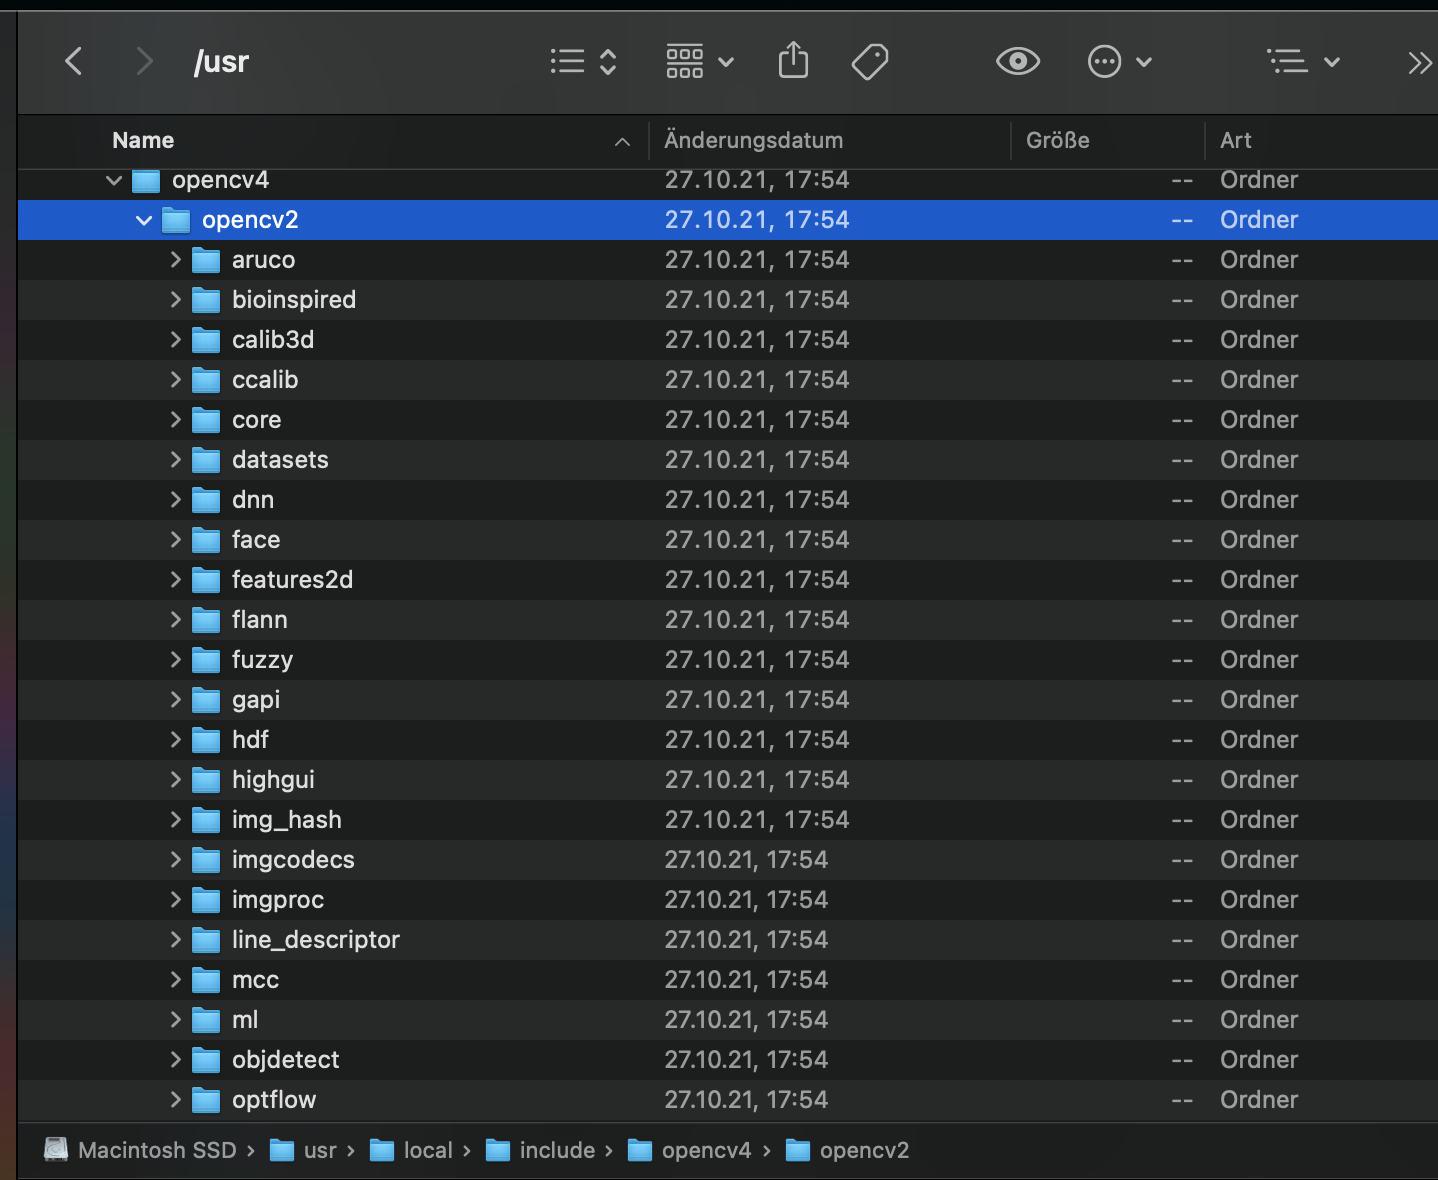 /usr
Name Änderungsdatum Größe Art
opencv4 27.10.21, 17:54 -- Ordner
opencv2 27.10.21, 17:54 -- Ordner
aruco 27.10.21, 17:54 -- Ordner
bioinspired 27.10.21, 17:54 -- Ordner
calib3d 27.10.21, 17:54 -- Ordner
ccalib 27.10.21, 17:54 -- Ordner
core 27.10.21, 17:54 -- Ordner
datasets 27.10.21, 17:54 -- Ordner
dnn 27.10.21, 17:54 -- Ordner
face 27.10.21, 17:54 -- Ordner
features2d 27.10.21, 17:54 -- Ordner
flann 27.10.21, 17:54 -- Ordner
fuzzy 27.10.21, 17:54 -- Ordner
gapi 27.10.21, 17:54 -- Ordner
hdf 27.10.21, 17:54 -- Ordner
highgui 27.10.21, 17:54 -- Ordner
img_hash 27.10.21, 17:54 -- Ordner
imgcodecs 27.10.21, 17:54 -- Ordner
imgproc 27.10.21, 17:54 -- Ordner
line_descriptor 27.10.21, 17:54 -- Ordner
mcc 27.10.21, 17:54 -- Ordner
ml 27.10.21, 17:54 -- Ordner
objdetect 27.10.21, 17:54 -- Ordner
optflow 27.10.21, 17:54 -- Ordner
Macintosh SSD › usr › local › include › opencv4 › opencv2